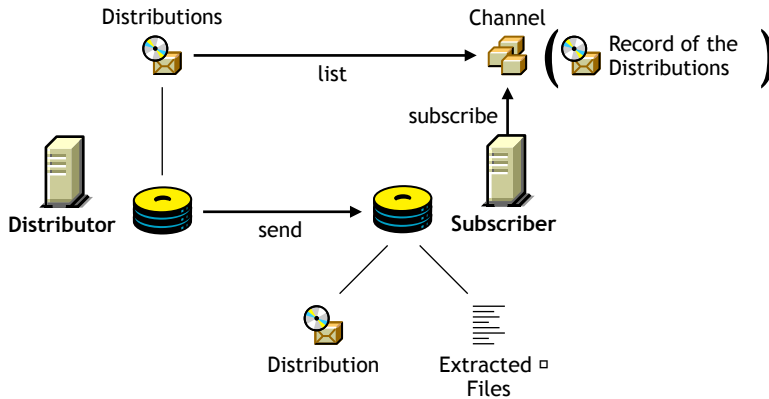 Distributions
Channel
list
( Record of the
Distributions )
subscribe
Distributor
send
Subscriber
Distribution
Extracted □
Files